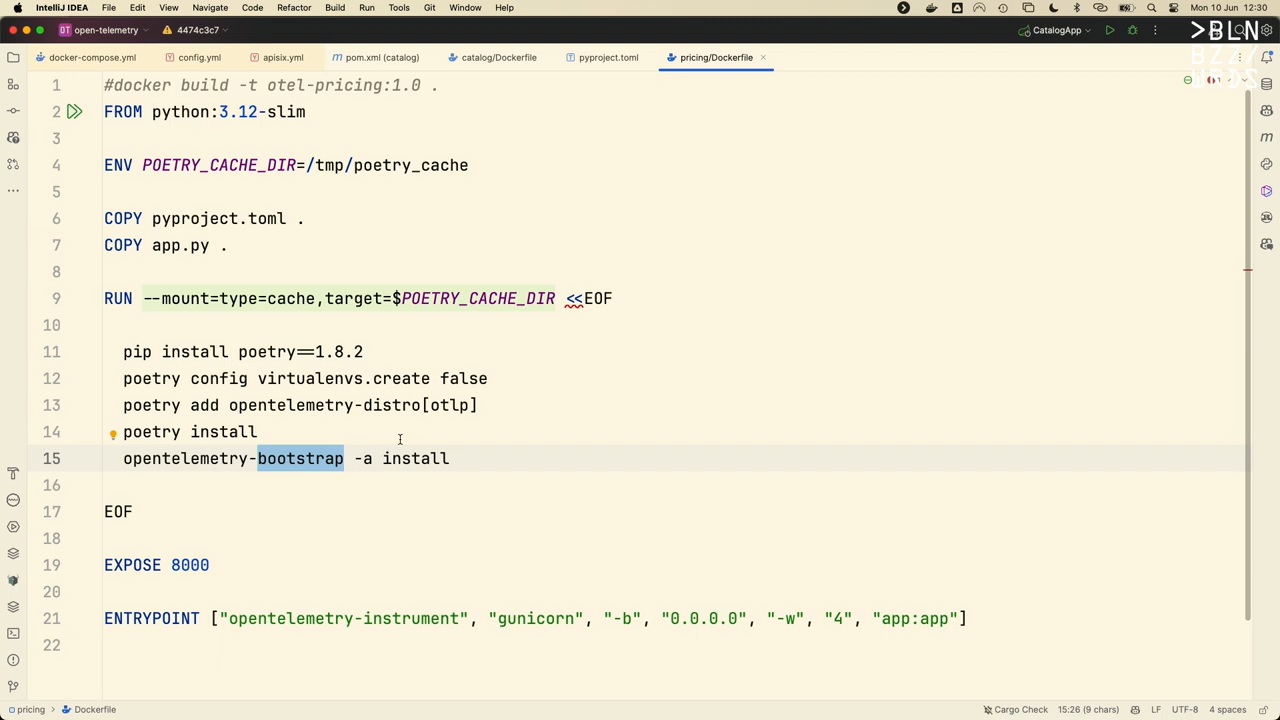 IntelliJ IDEA File Edit View Navigate Code Refactor Build Run Tools Git Window Help Mon 10 Jun 12:30
OT open-telemetry 4474c3c7 CatalogApp >BLN
BZZ/
WRDS
docker-compose.yml config.yml apisix.yml pom.xml (catalog) catalog/Dockerfile pyproject.toml pricing/Dockerfile
1 #docker build -t otel-pricing:1.0 .
2 FROM python:3.12-slim
3
4 ENV POETRY_CACHE_DIR=/tmp/poetry_cache
5
6 COPY pyproject.toml .
7 COPY app.py .
8
9 RUN --mount=type=cache,target=$POETRY_CACHE_DIR <<EOF
10
11 pip install poetry==1.8.2
12 poetry config virtualenvs.create false
13 poetry add opentelemetry-distro[otlp]
14 poetry install
15 opentelemetry-bootstrap -a install
16
17 EOF
18
19 EXPOSE 8000
20
21 ENTRYPOINT ["opentelemetry-instrument", "gunicorn", "-b", "0.0.0.0", "-w", "4", "app:app"]
22
pricing > Dockerfile Cargo Check 15:26 (9 chars) LF UTF-8 4 spaces